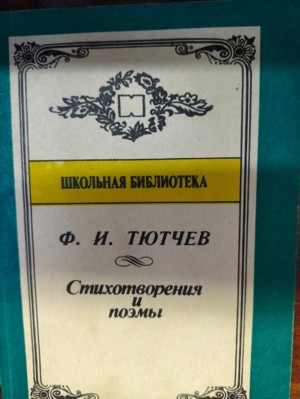 ШКОЛЬНАЯ БИБЛИОТЕКА
Ф. И. ТЮТЧЕВ
Стихотворения
и
поэмы